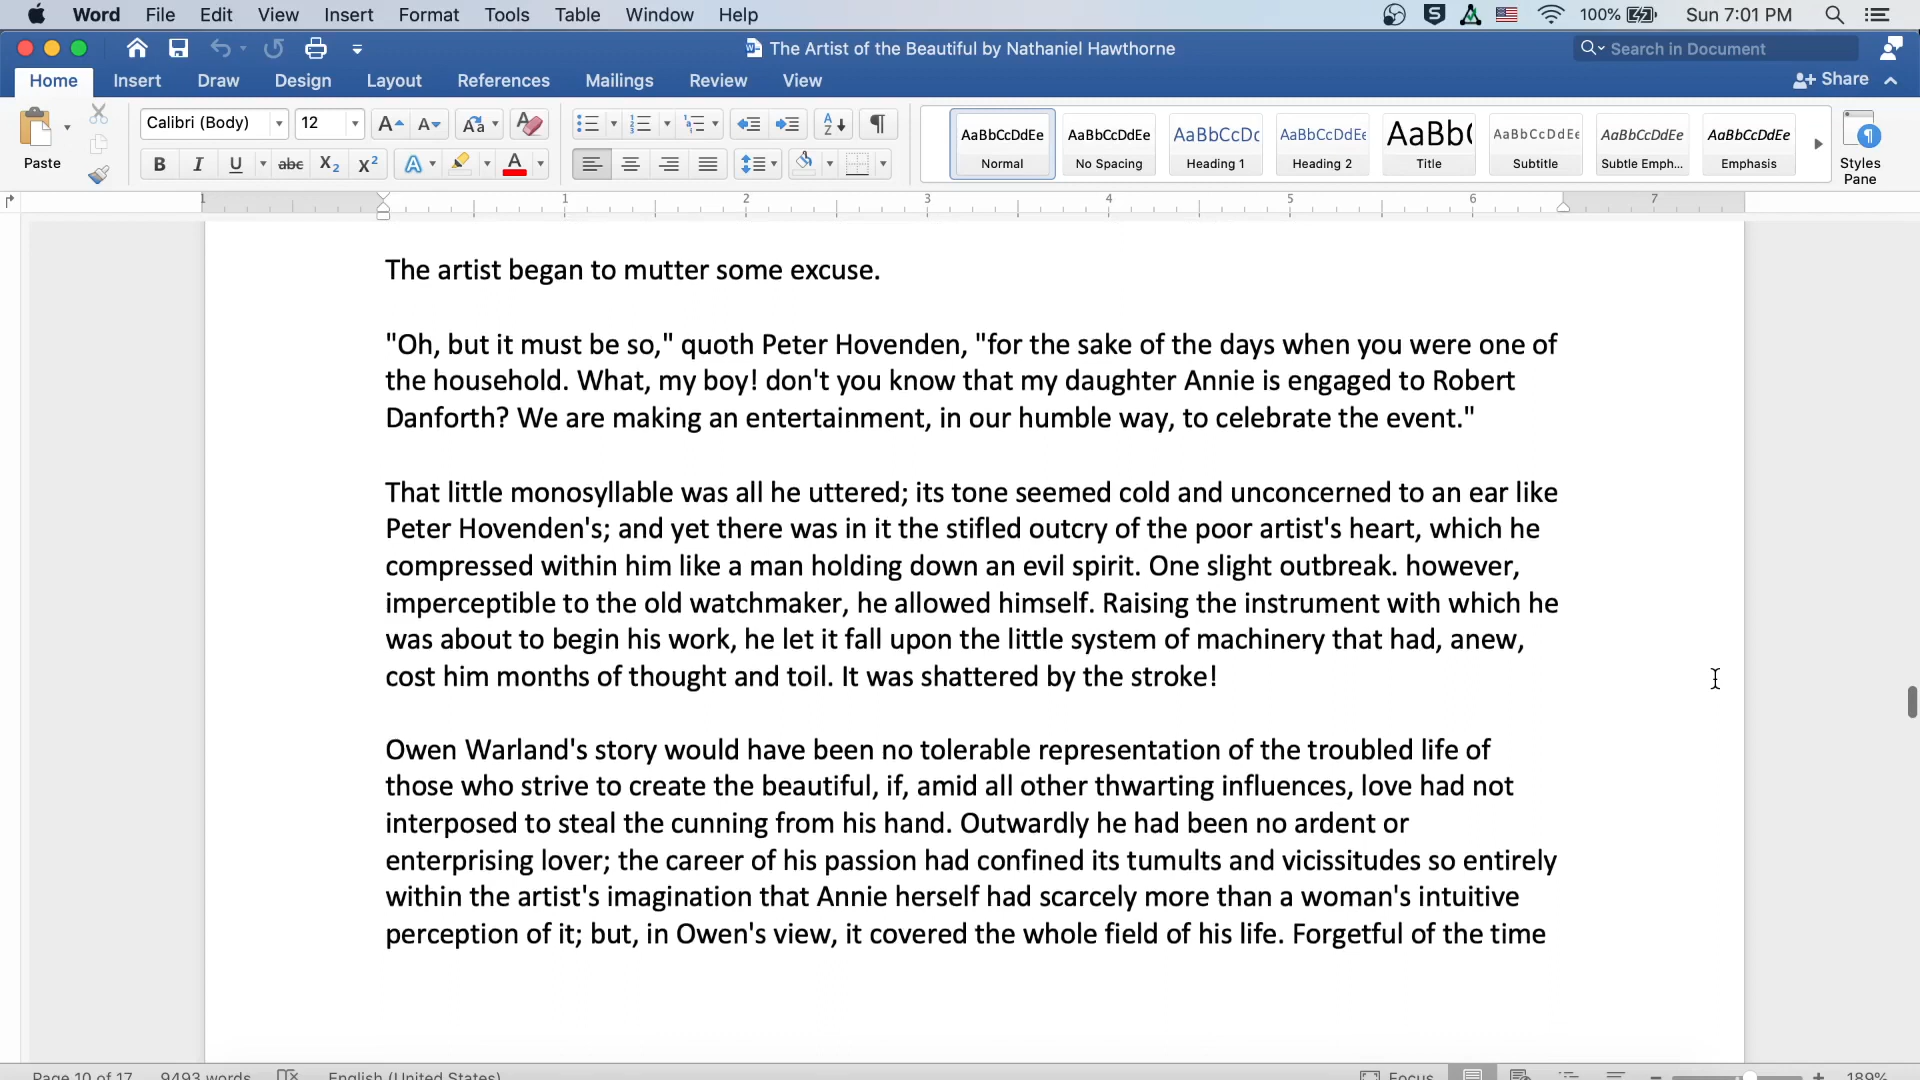 Word File Edit View Insert Format Tools Table Window Help 100% Sun 7:01 PM
The Artist of the Beautiful by Nathaniel Hawthorne Search in Document
Home Insert Draw Design Layout References Mailings Review View Share
Calibri (Body) 12
AaBbCcDdEe AaBbCcDdEe AaBbCcDc AaBbCcDdEe AaBb( AaBbCcDdEe AaBbCcDdEe AaBbCcDdEe
Paste Normal No Spacing Heading 1 Heading 2 Title Subtitle Subtle Emph... Emphasis Styles Pane
B I U abc X₂ X² A A
1 1 2 3 4 5 6 7
The artist began to mutter some excuse.
"Oh, but it must be so," quoth Peter Hovenden, "for the sake of the days when you were one of
the household. What, my boy! don't you know that my daughter Annie is engaged to Robert
Danforth? We are making an entertainment, in our humble way, to celebrate the event."
That little monosyllable was all he uttered; its tone seemed cold and unconcerned to an ear like
Peter Hovenden's; and yet there was in it the stifled outcry of the poor artist's heart, which he
compressed within him like a man holding down an evil spirit. One slight outbreak. however,
imperceptible to the old watchmaker, he allowed himself. Raising the instrument with which he
was about to begin his work, he let it fall upon the little system of machinery that had, anew,
cost him months of thought and toil. It was shattered by the stroke!
Owen Warland's story would have been no tolerable representation of the troubled life of
those who strive to create the beautiful, if, amid all other thwarting influences, love had not
interposed to steal the cunning from his hand. Outwardly he had been no ardent or
enterprising lover; the career of his passion had confined its tumults and vicissitudes so entirely
within the artist's imagination that Annie herself had scarcely more than a woman's intuitive
perception of it; but, in Owen's view, it covered the whole field of his life. Forgetful of the time
Page 10 of 17 9493 words English (United States) Focus 189%